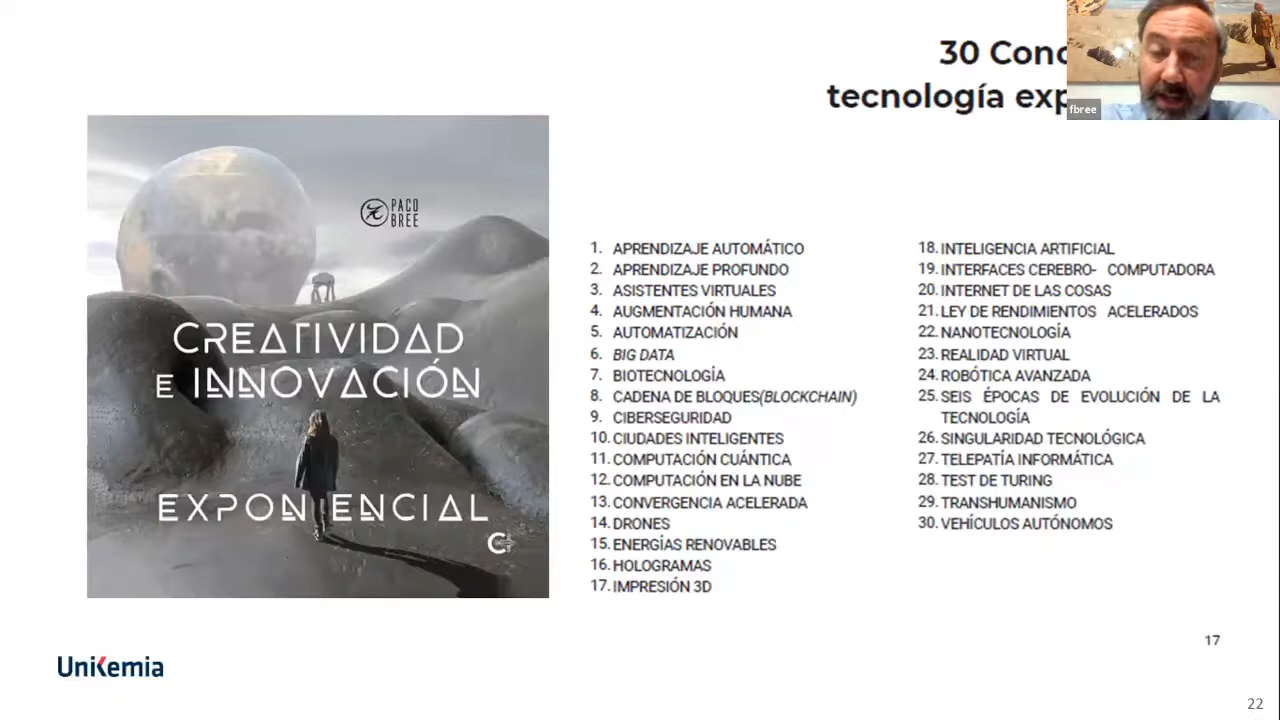 30 Conc
tecnología exp
fbree
PACO
BREE
CREATIVIDAD
E INNOVACIÓN
EXPONENCIAL
C+
1. APRENDIZAJE AUTOMÁTICO
2. APRENDIZAJE PROFUNDO
3. ASISTENTES VIRTUALES
4. AUGMENTACIÓN HUMANA
5. AUTOMATIZACIÓN
6. BIG DATA
7. BIOTECNOLOGÍA
8. CADENA DE BLOQUES(BLOCKCHAIN)
9. CIBERSEGURIDAD
10. CIUDADES INTELIGENTES
11. COMPUTACIÓN CUÁNTICA
12. COMPUTACIÓN EN LA NUBE
13. CONVERGENCIA ACELERADA
14. DRONES
15. ENERGÍAS RENOVABLES
16. HOLOGRAMAS
17. IMPRESIÓN 3D
18. INTELIGENCIA ARTIFICIAL
19. INTERFACES CEREBRO- COMPUTADORA
20. INTERNET DE LAS COSAS
21. LEY DE RENDIMIENTOS ACELERADOS
22. NANOTECNOLOGÍA
23. REALIDAD VIRTUAL
24. ROBÓTICA AVANZADA
25. SEIS ÉPOCAS DE EVOLUCIÓN DE LA
TECNOLOGÍA
26. SINGULARIDAD TECNOLÓGICA
27. TELEPATÍA INFORMÁTICA
28. TEST DE TURING
29. TRANSHUMANISMO
30. VEHÍCULOS AUTÓNOMOS
17
UniKemia
22